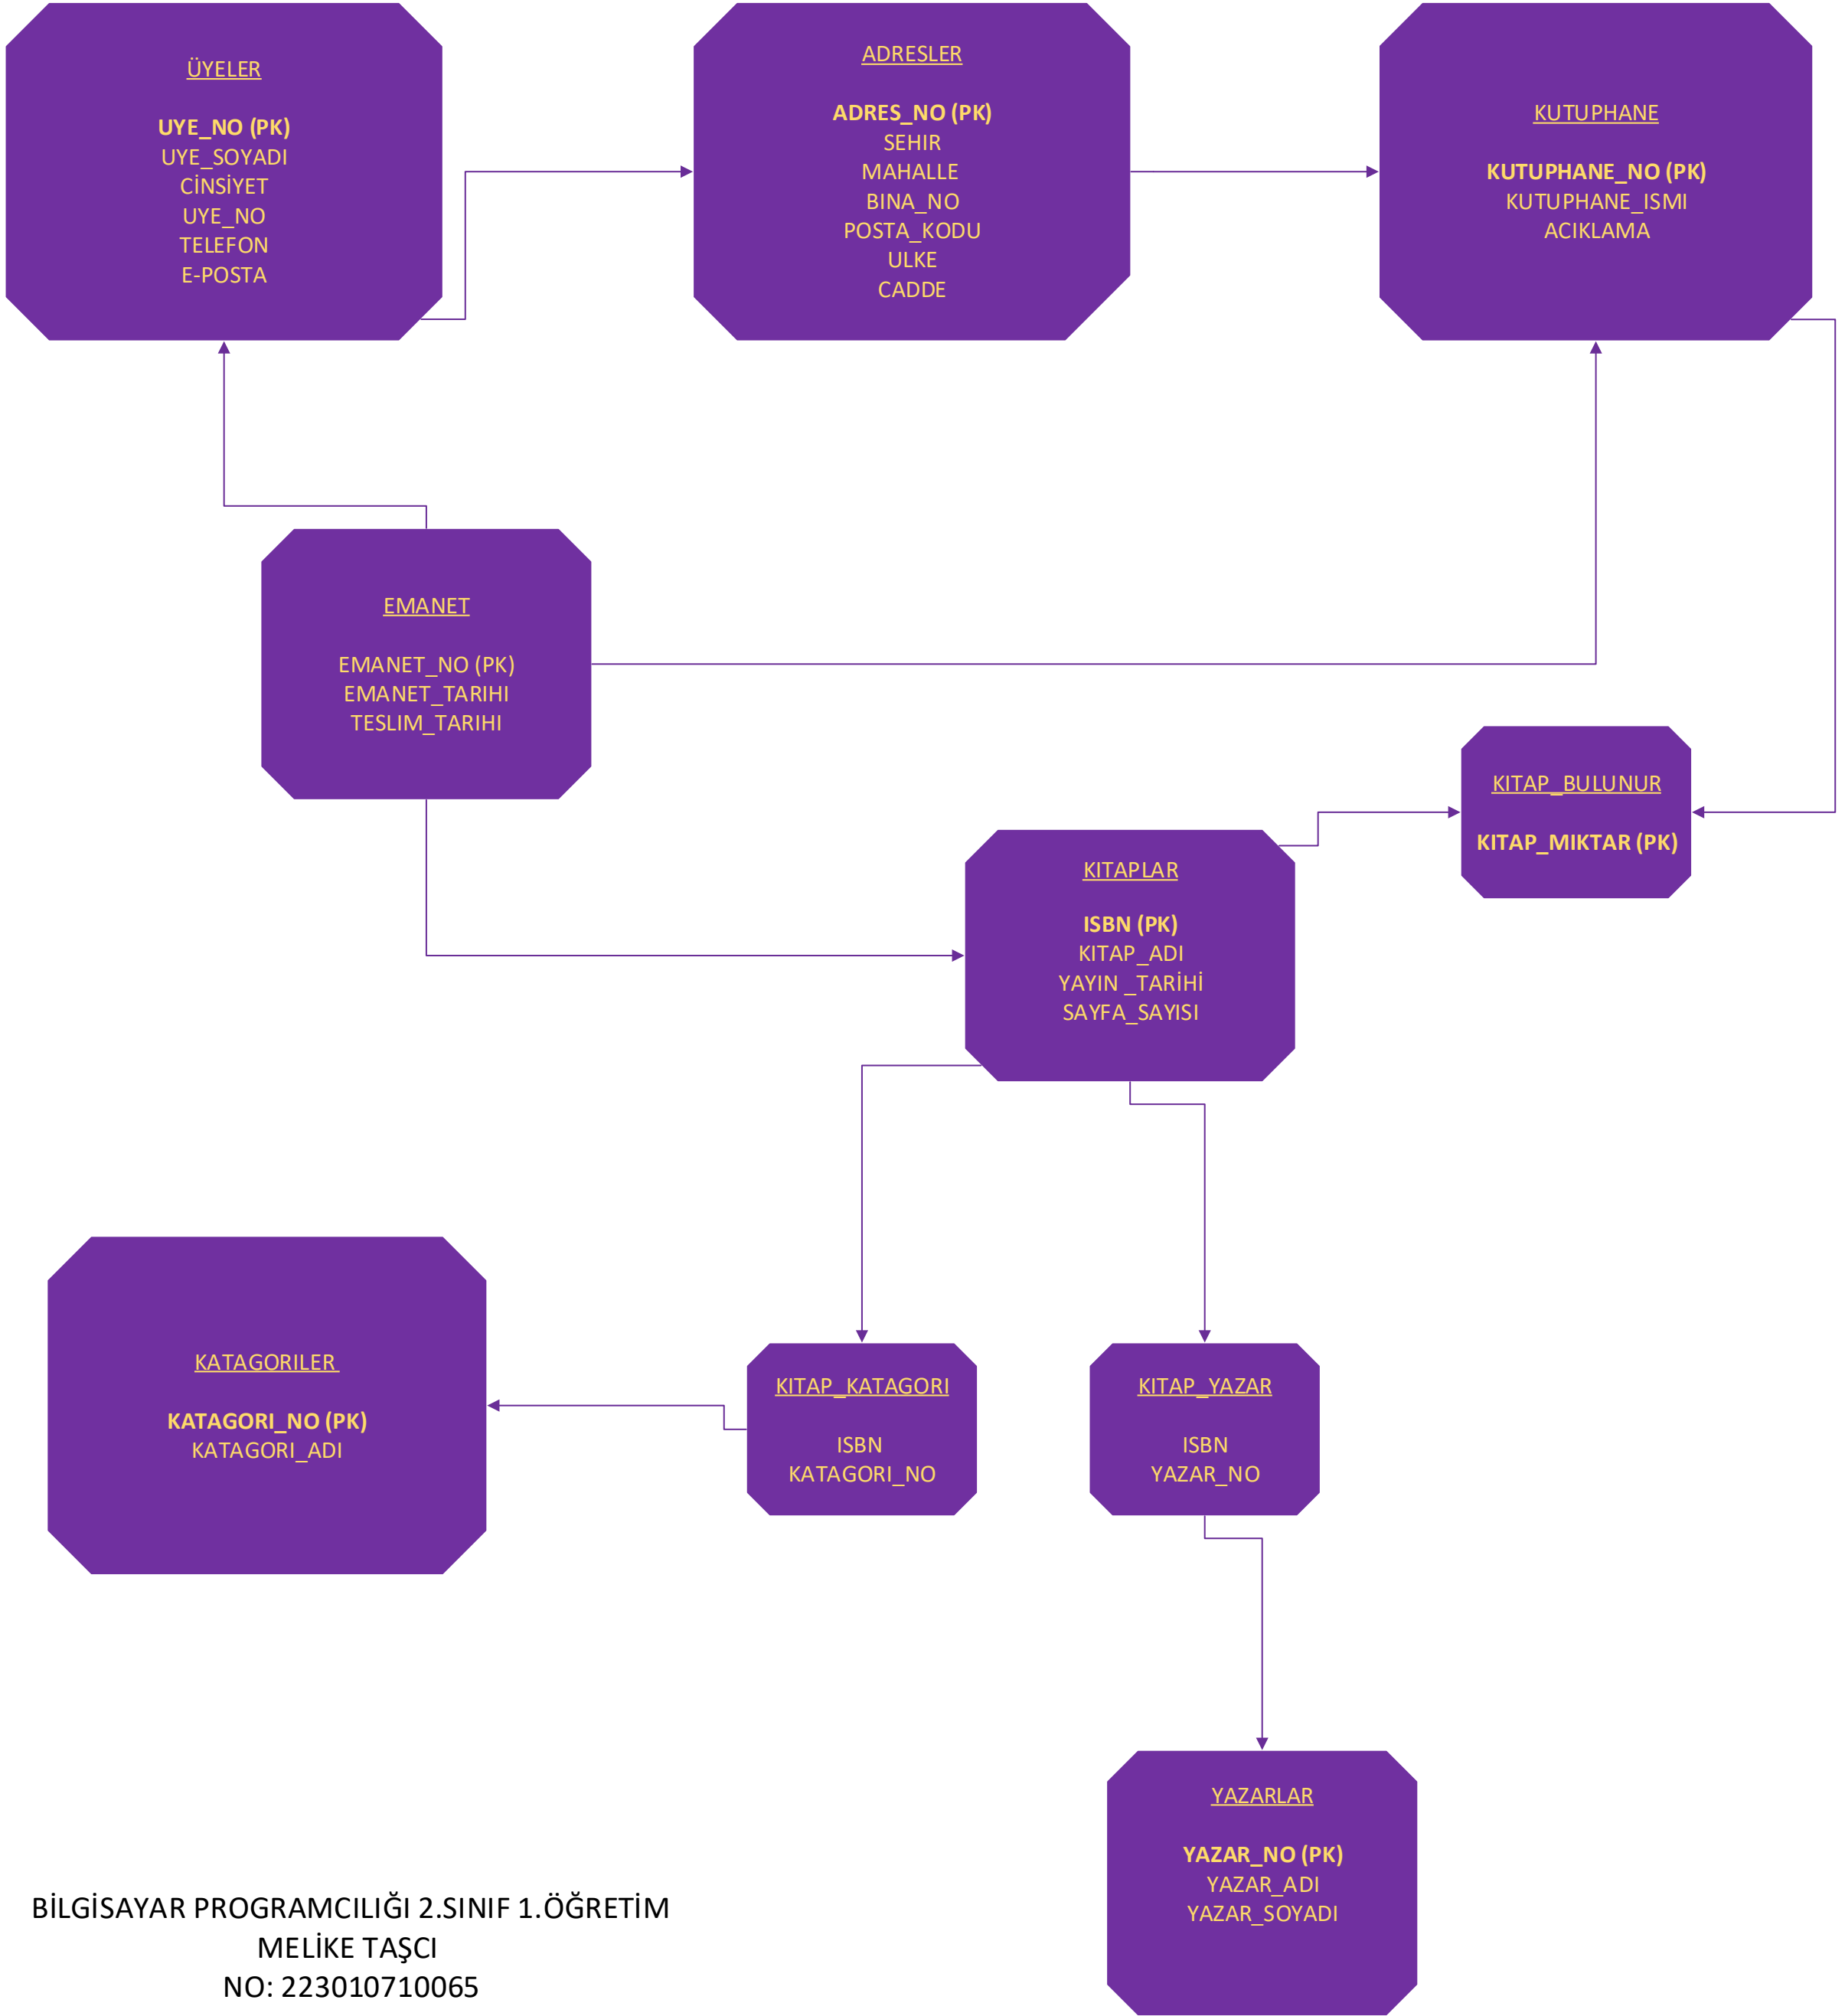 ÜYELER
UYE_NO (PK)
UYE_SOYADI
CİNSİYET
UYE_NO
TELEFON
E-POSTA
ADRESLER
ADRES_NO (PK)
SEHIR
MAHALLE
BINA_NO
POSTA_KODU
ULKE
CADDE
KUTUPHANE
KUTUPHANE_NO (PK)
KUTUPHANE_ISMI
ACIKLAMA
EMANET
EMANET_NO (PK)
EMANET_TARIHI
TESLIM_TARIHI
KITAP_BULUNUR
KITAP_MIKTAR (PK)
KITAPLAR
ISBN (PK)
KITAP_ADI
YAYIN _TARİHİ
SAYFA_SAYISI
KATAGORILER
KATAGORI_NO (PK)
KATAGORI_ADI
KITAP_KATAGORI
ISBN
KATAGORI_NO
KITAP_YAZAR
ISBN
YAZAR_NO
YAZARLAR
YAZAR_NO (PK)
YAZAR_ADI
YAZAR_SOYADI
BİLGİSAYAR PROGRAMCILIĞI 2.SINIF 1.ÖĞRETİM
MELİKE TAŞCI
NO: 223010710065